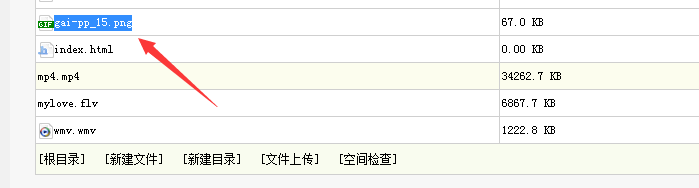 GIF gai-pp_15.png 67.0 KB
index.html 0.00 KB
mp4.mp4 34262.7 KB
mylove.flv 6867.7 KB
wmv.wmv 1222.8 KB
[根目录] [新建文件] [新建目录] [文件上传] [空间检查]